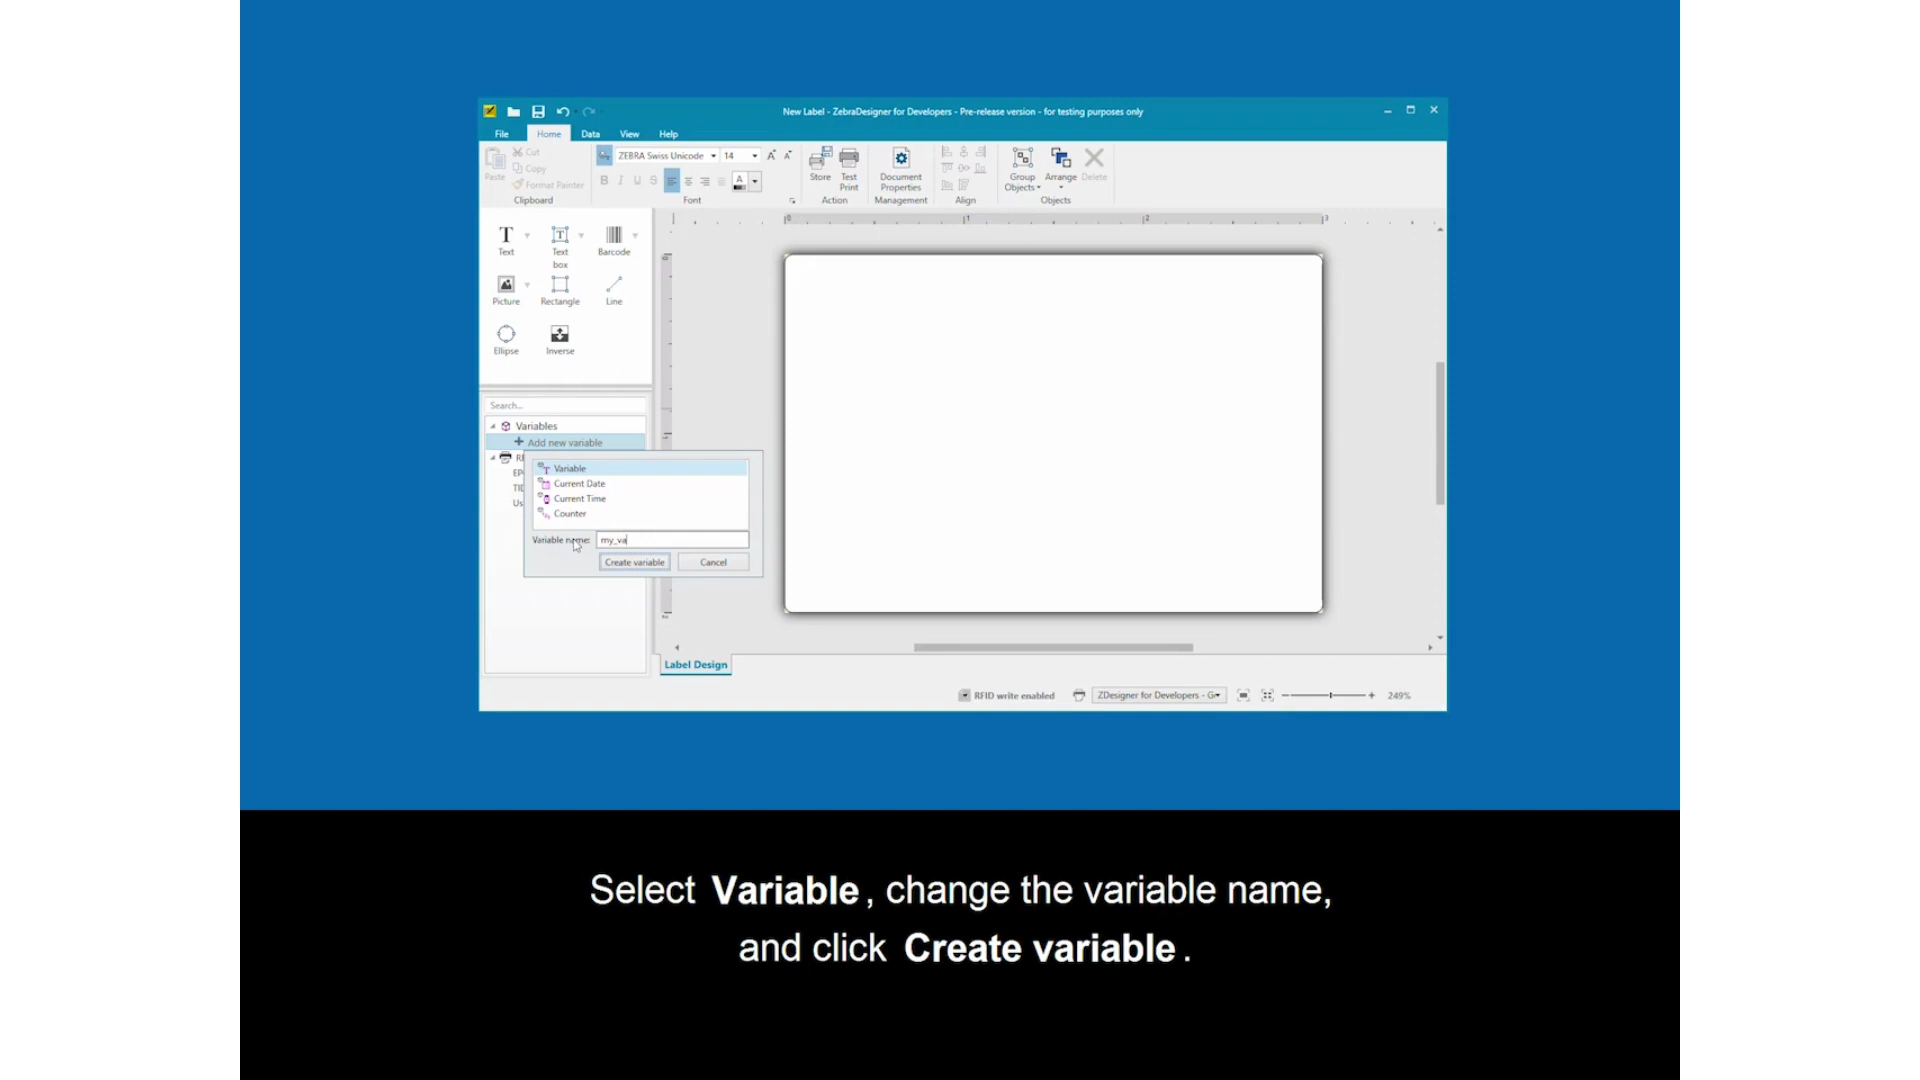 New Label - ZebraDesigner for Developers - Pre-release version - for testing purposes only
File Home Data View Help
Paste
Cut
Copy
Format Painter
Clipboard
ZEBRA Swiss Unicode 14
B I U S A
Font
Store
Test Print
Action
Document Properties
Management
Align
Group Objects
Arrange
Delete
Objects
0 1 2 3
Text
Text box
Barcode
Picture
Rectangle
Line
Ellipse
Inverse
Search...
Variables
Add new variable
Variable
Current Date
Current Time
Counter
Variable name: my_va
Create variable Cancel
Label Design
RFID write enabled ZDesigner for Developers - G 249%
Select Variable, change the variable name,
and click Create variable.